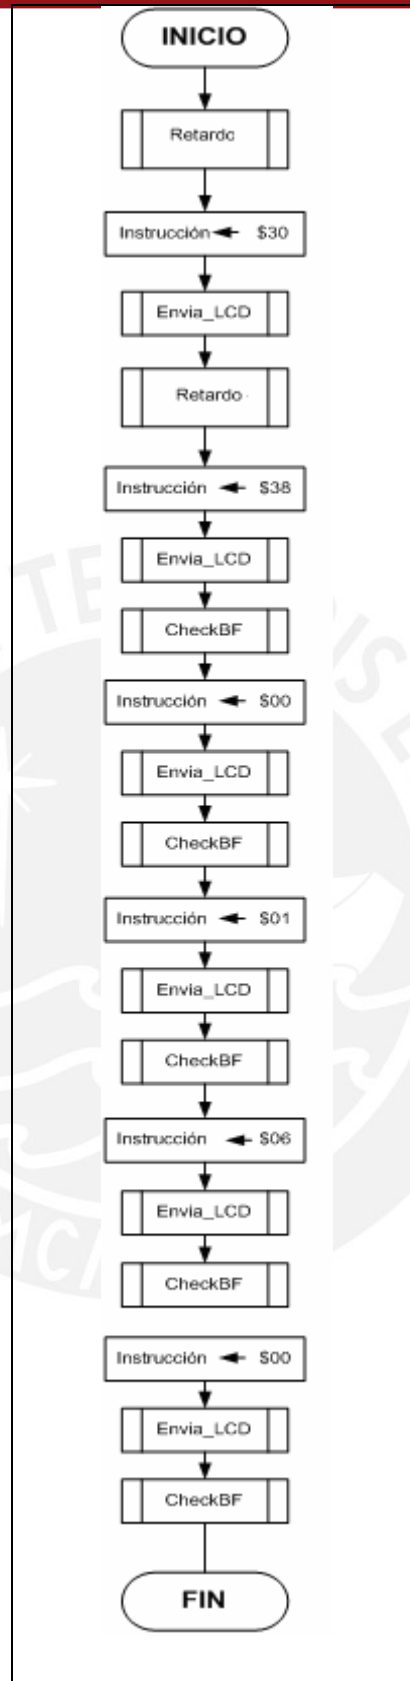 INICIO
Retardo
Instrucción $30
Envia_LCD
Retardo
Instrucción $38
Envia_LCD
CheckBF
Instrucción $00
Envia_LCD
CheckBF
Instrucción $01
Envia_LCD
CheckBF
Instrucción $06
Envia_LCD
CheckBF
Instrucción $00
Envia_LCD
CheckBF
FIN